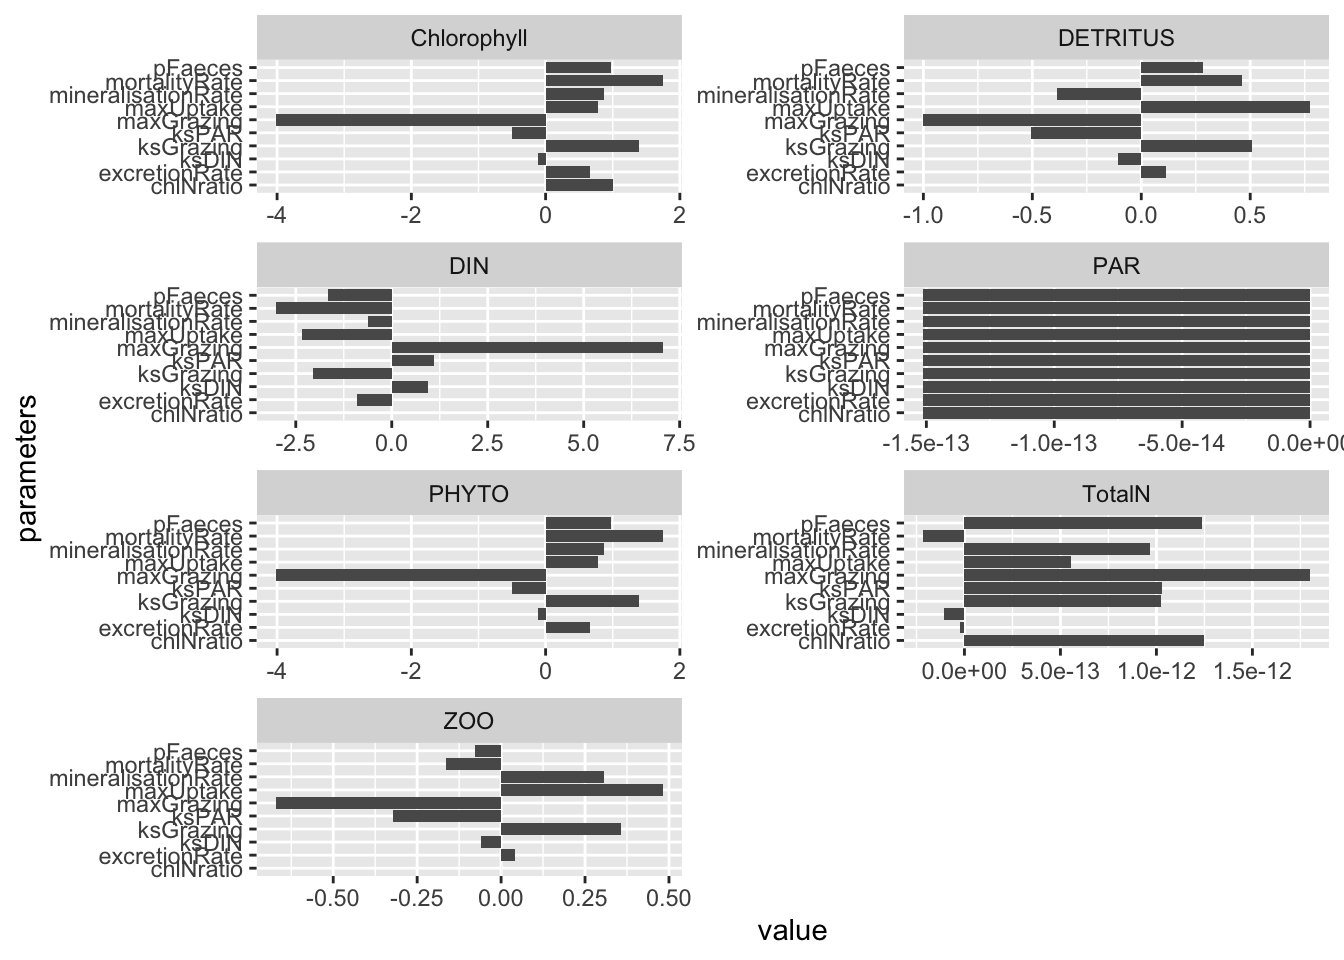 Chlorophyll
pFaeces
mortalityRate
mineralisationRate
maxUptake
maxGrazing
ksPAR
ksGrazing
ksDIN
excretionRate
chlNratio
-4 -2 0 2
DETRITUS
pFaeces
mortalityRate
mineralisationRate
maxUptake
maxGrazing
ksPAR
ksGrazing
ksDIN
excretionRate
chlNratio
-1.0 -0.5 0.0 0.5
DIN
pFaeces
mortalityRate
mineralisationRate
maxUptake
maxGrazing
ksPAR
ksGrazing
ksDIN
excretionRate
chlNratio
-2.5 0.0 2.5 5.0 7.5
PAR
pFaeces
mortalityRate
mineralisationRate
maxUptake
maxGrazing
ksPAR
ksGrazing
ksDIN
excretionRate
chlNratio
-1.5e-13 -1.0e-13 -5.0e-14 0.0e+00
parameters
PHYTO
pFaeces
mortalityRate
mineralisationRate
maxUptake
maxGrazing
ksPAR
ksGrazing
ksDIN
excretionRate
chlNratio
-4 -2 0 2
TotalN
pFaeces
mortalityRate
mineralisationRate
maxUptake
maxGrazing
ksPAR
ksGrazing
ksDIN
excretionRate
chlNratio
0.0e+00 5.0e-13 1.0e-12 1.5e-12
ZOO
pFaeces
mortalityRate
mineralisationRate
maxUptake
maxGrazing
ksPAR
ksGrazing
ksDIN
excretionRate
chlNratio
-0.50 -0.25 0.00 0.25 0.50
value